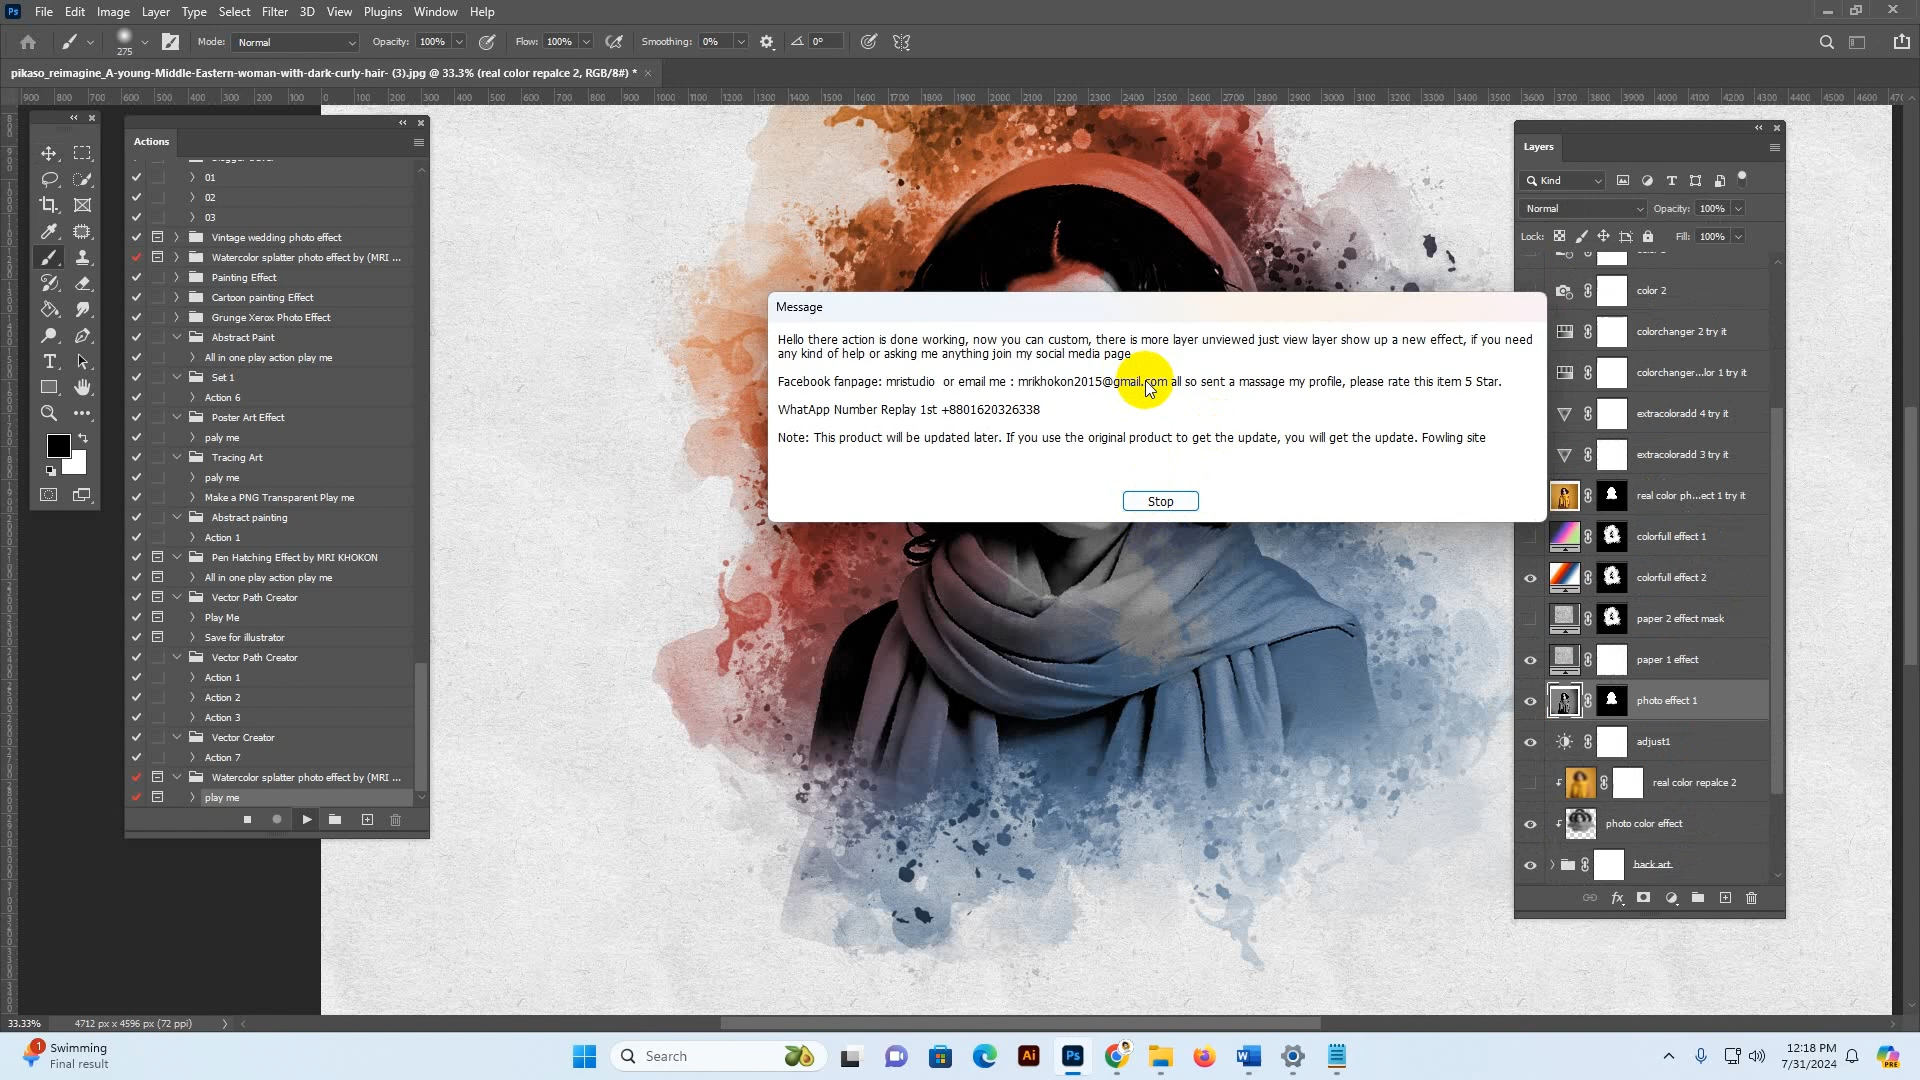 File Edit Image Layer Type Select Filter 3D View Plugins Window Help
275 Mode: Normal Opacity: 100% Flow: 100% Smoothing: 0% 0°
pikaso_reimagine_A-young-Middle-Eastern-woman-with-dark-curly-hair- (3).jpg @ 33.3% (real color repalce 2, RGB/8#) *
Actions
01
02
03
Vintage wedding photo effect
Watercolor splatter photo effect by (MRI ...
Painting Effect
Cartoon painting Effect
Grunge Xerox Photo Effect
Abstract Paint
All in one play action play me
Set 1
Action 6
Poster Art Effect
paly me
Tracing Art
paly me
Make a PNG Transparent Play me
Abstract painting
Action 1
Pen Hatching Effect by MRI KHOKON
All in one play action play me
Vector Path Creator
Play Me
Save for illustrator
Vector Path Creator
Action 1
Action 2
Action 3
Vector Creator
Action 7
Watercolor splatter photo effect by (MRI ...
play me
Message
Hello there action is done working, now you can custom, there is more layer unviewed just view layer show up a new effect, if you need
any kind of help or asking me anything join my social media page
Facebook fanpage: mristudio or email me : mrikhokon2015@gmail.com all so sent a massage my profile, please rate this item 5 Star.
WhatApp Number Replay 1st +8801620326338
Note: This product will be updated later. If you use the original product to get the update, you will get the update. Fowling site
Stop
Layers
Kind
Normal Opacity: 100%
Lock: Fill: 100%
color 2
colorchanger 2 try it
colorchanger...lor 1 try it
extracoloradd 4 try it
extracoloradd 3 try it
real color ph...ect 1 try it
colorfull effect 1
colorfull effect 2
paper 2 effect mask
paper 1 effect
photo effect 1
adjust1
real color repalce 2
photo color effect
back art
33.33% 4712 px x 4596 px (72 ppi)
1 Swimming
Final result
Search
12:18 PM
7/31/2024